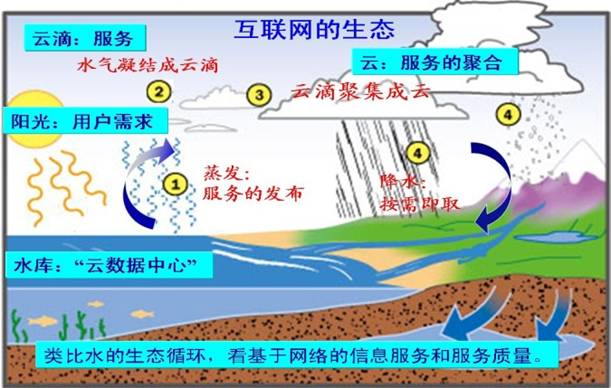 互联网的生态
云滴：服务
水气凝结成云滴
云：服务的聚合
2
3
云滴聚集成云
4
阳光：用户需求
4
1
蒸发：
服务的发布
降水：
按需即取
水库：“云数据中心”
类比水的生态循环，看基于网络的信息服务和服务质量。